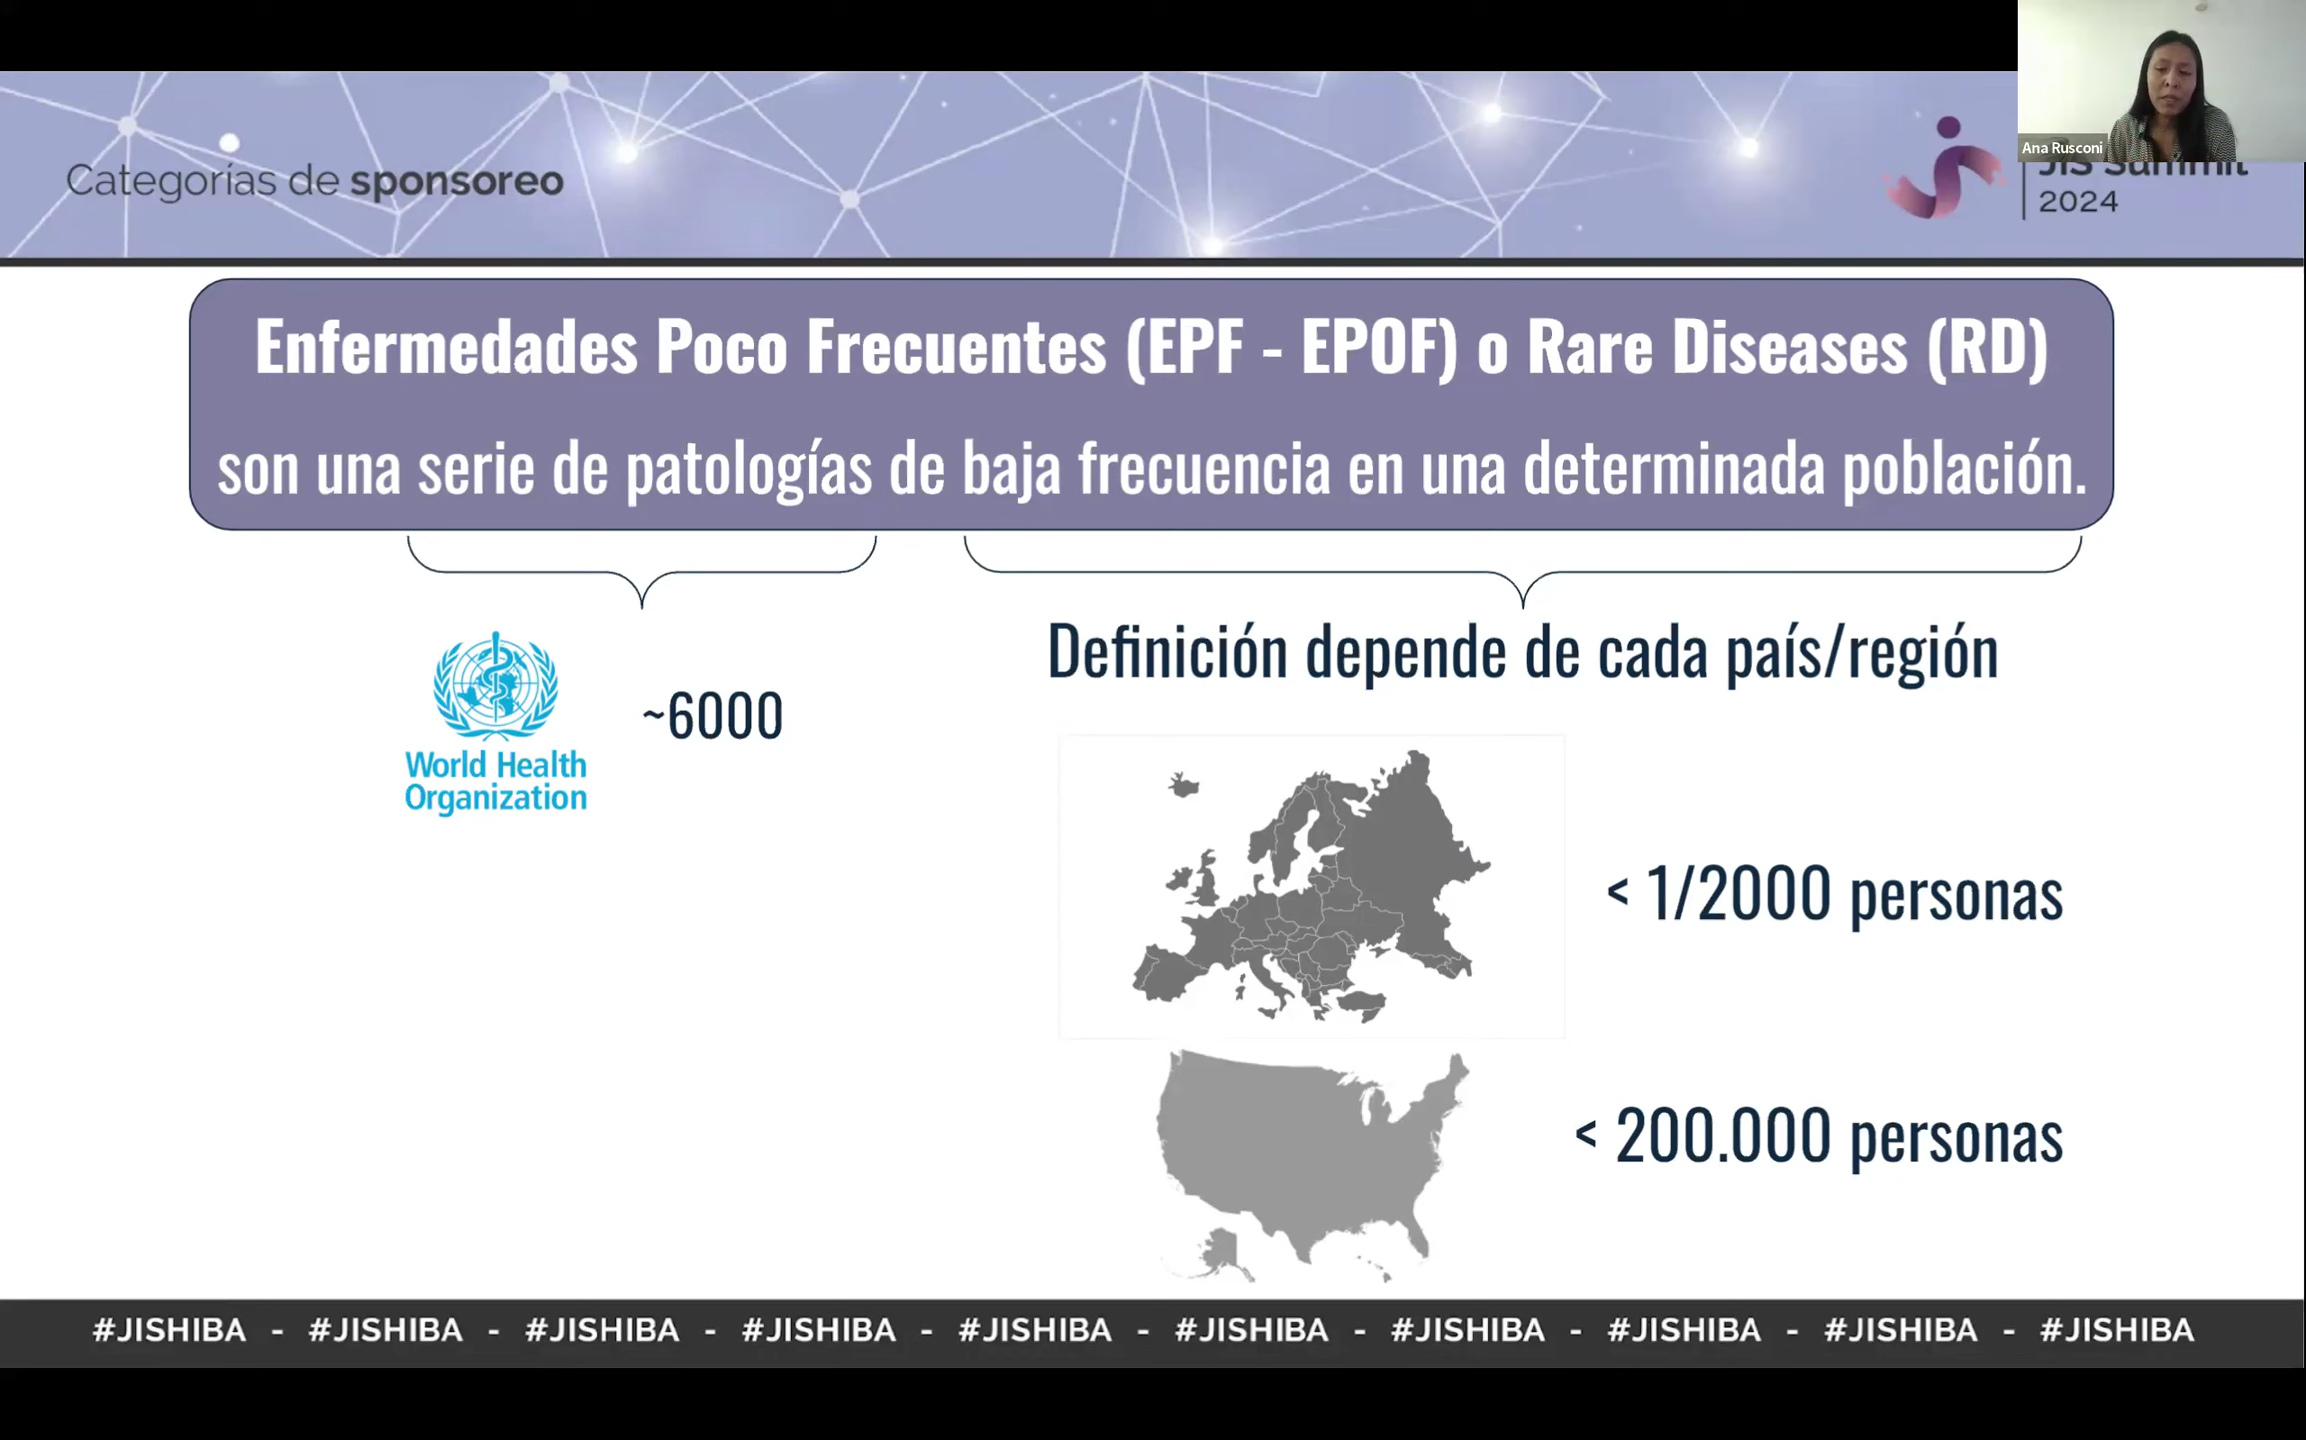 Ana Rusconi
Categorías de sponsoreo
JIS Summit
2024
Enfermedades Poco Frecuentes (EPF - EPOF) o Rare Diseases (RD)
son una serie de patologías de baja frecuencia en una determinada población.
World Health
Organization
~6000
Definición depende de cada país/región
< 1/2000 personas
< 200.000 personas
#JISHIBA - #JISHIBA - #JISHIBA - #JISHIBA - #JISHIBA - #JISHIBA - #JISHIBA - #JISHIBA - #JISHIBA - #JISHIBA